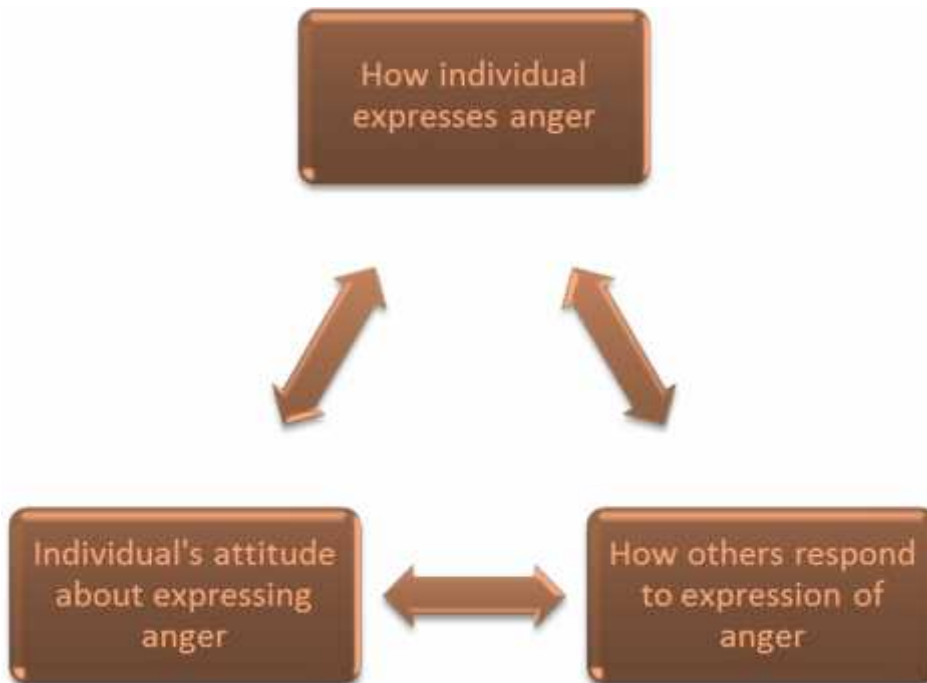 How individual
expresses anger
Individual's attitude
about expressing
anger
How others respond
to expression of
anger